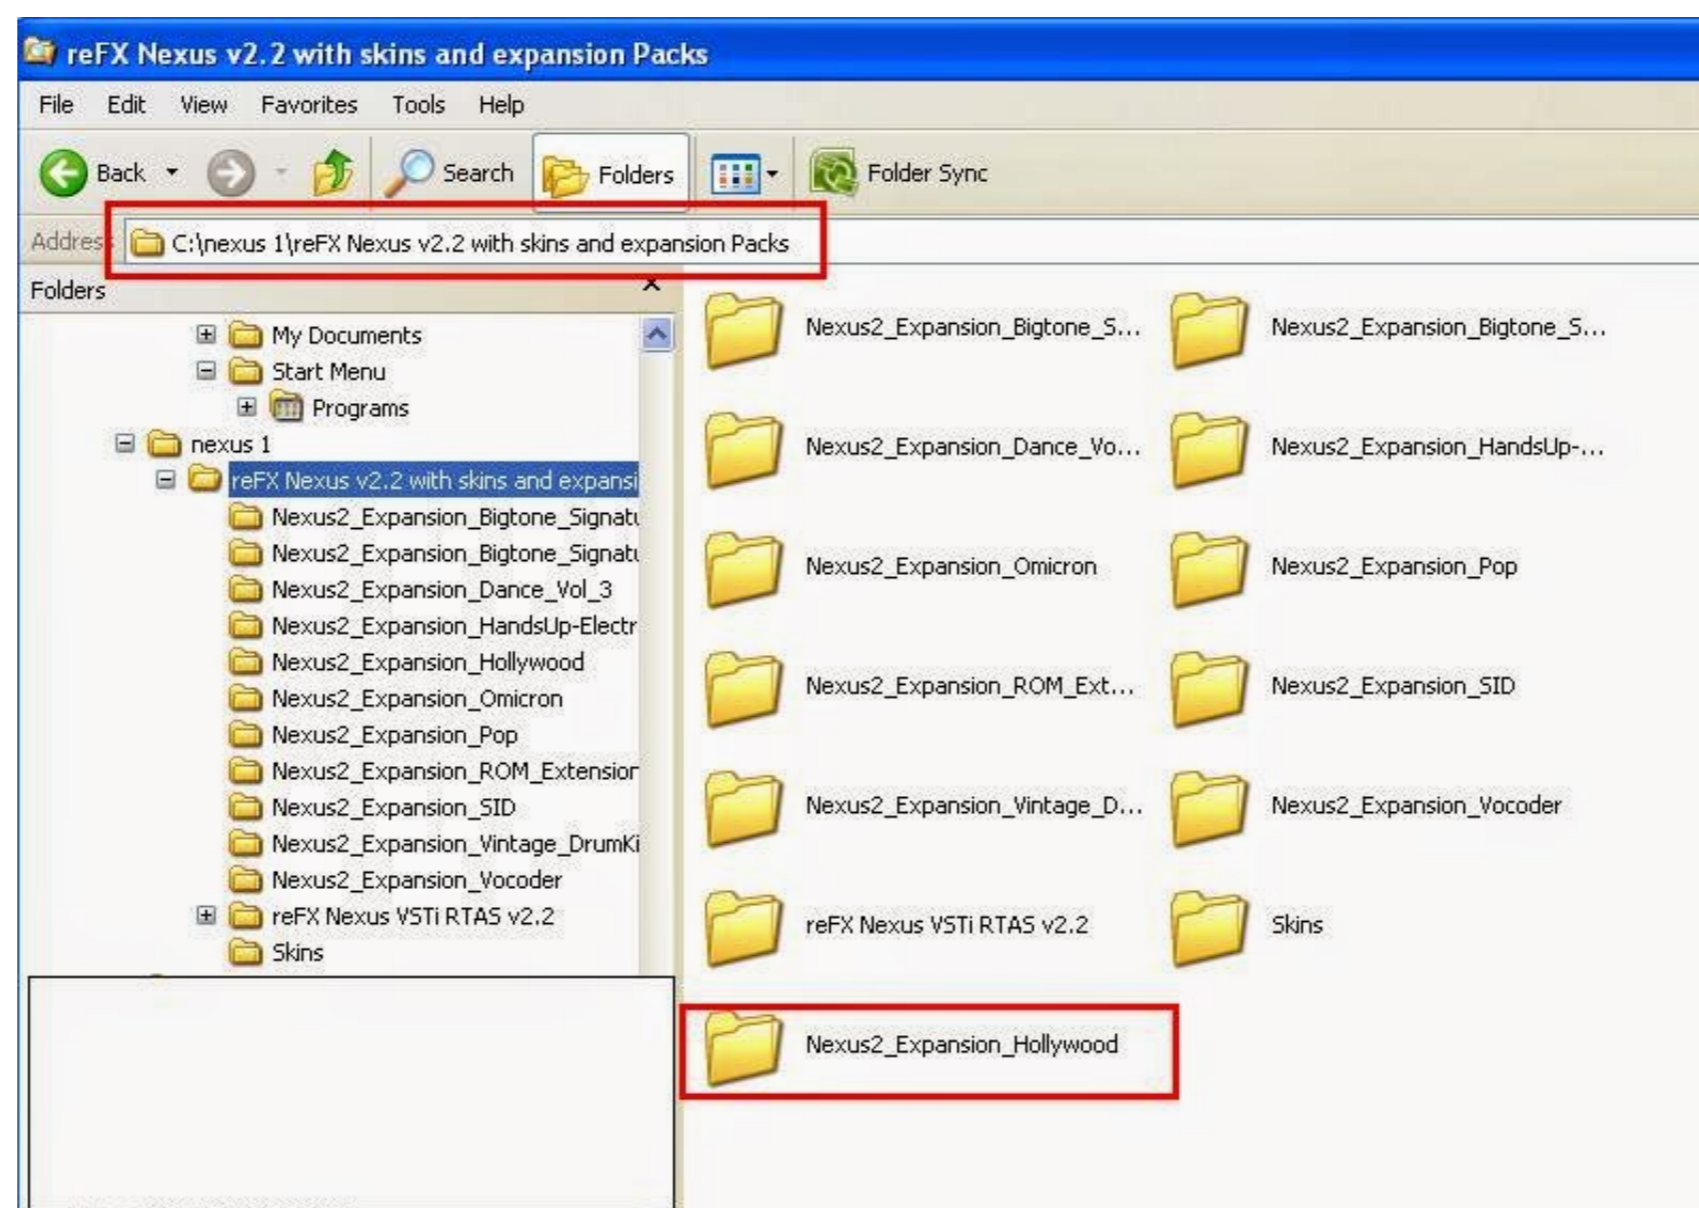 reFX Nexus v2.2 with skins and expansion Packs
File Edit View Favorites Tools Help
Back Search Folders Folder Sync
Address C:\nexus 1\reFX Nexus v2.2 with skins and expansion Packs
Folders
My Documents
Start Menu
Programs
nexus 1
reFX Nexus v2.2 with skins and expansi
Nexus2_Expansion_Bigtone_Signatu
Nexus2_Expansion_Bigtone_Signatu
Nexus2_Expansion_Dance_Vol_3
Nexus2_Expansion_HandsUp-Electr
Nexus2_Expansion_Hollywood
Nexus2_Expansion_Omicron
Nexus2_Expansion_Pop
Nexus2_Expansion_ROM_Extension
Nexus2_Expansion_SID
Nexus2_Expansion_Vintage_DrumKi
Nexus2_Expansion_Vocoder
reFX Nexus VSTi RTAS v2.2
Skins
Nexus2_Expansion_Bigtone_S... Nexus2_Expansion_Bigtone_S...
Nexus2_Expansion_Dance_Vo... Nexus2_Expansion_HandsUp-...
Nexus2_Expansion_Omicron Nexus2_Expansion_Pop
Nexus2_Expansion_ROM_Ext... Nexus2_Expansion_SID
Nexus2_Expansion_Vintage_D... Nexus2_Expansion_Vocoder
reFX Nexus VSTi RTAS v2.2 Skins
Nexus2_Expansion_Hollywood